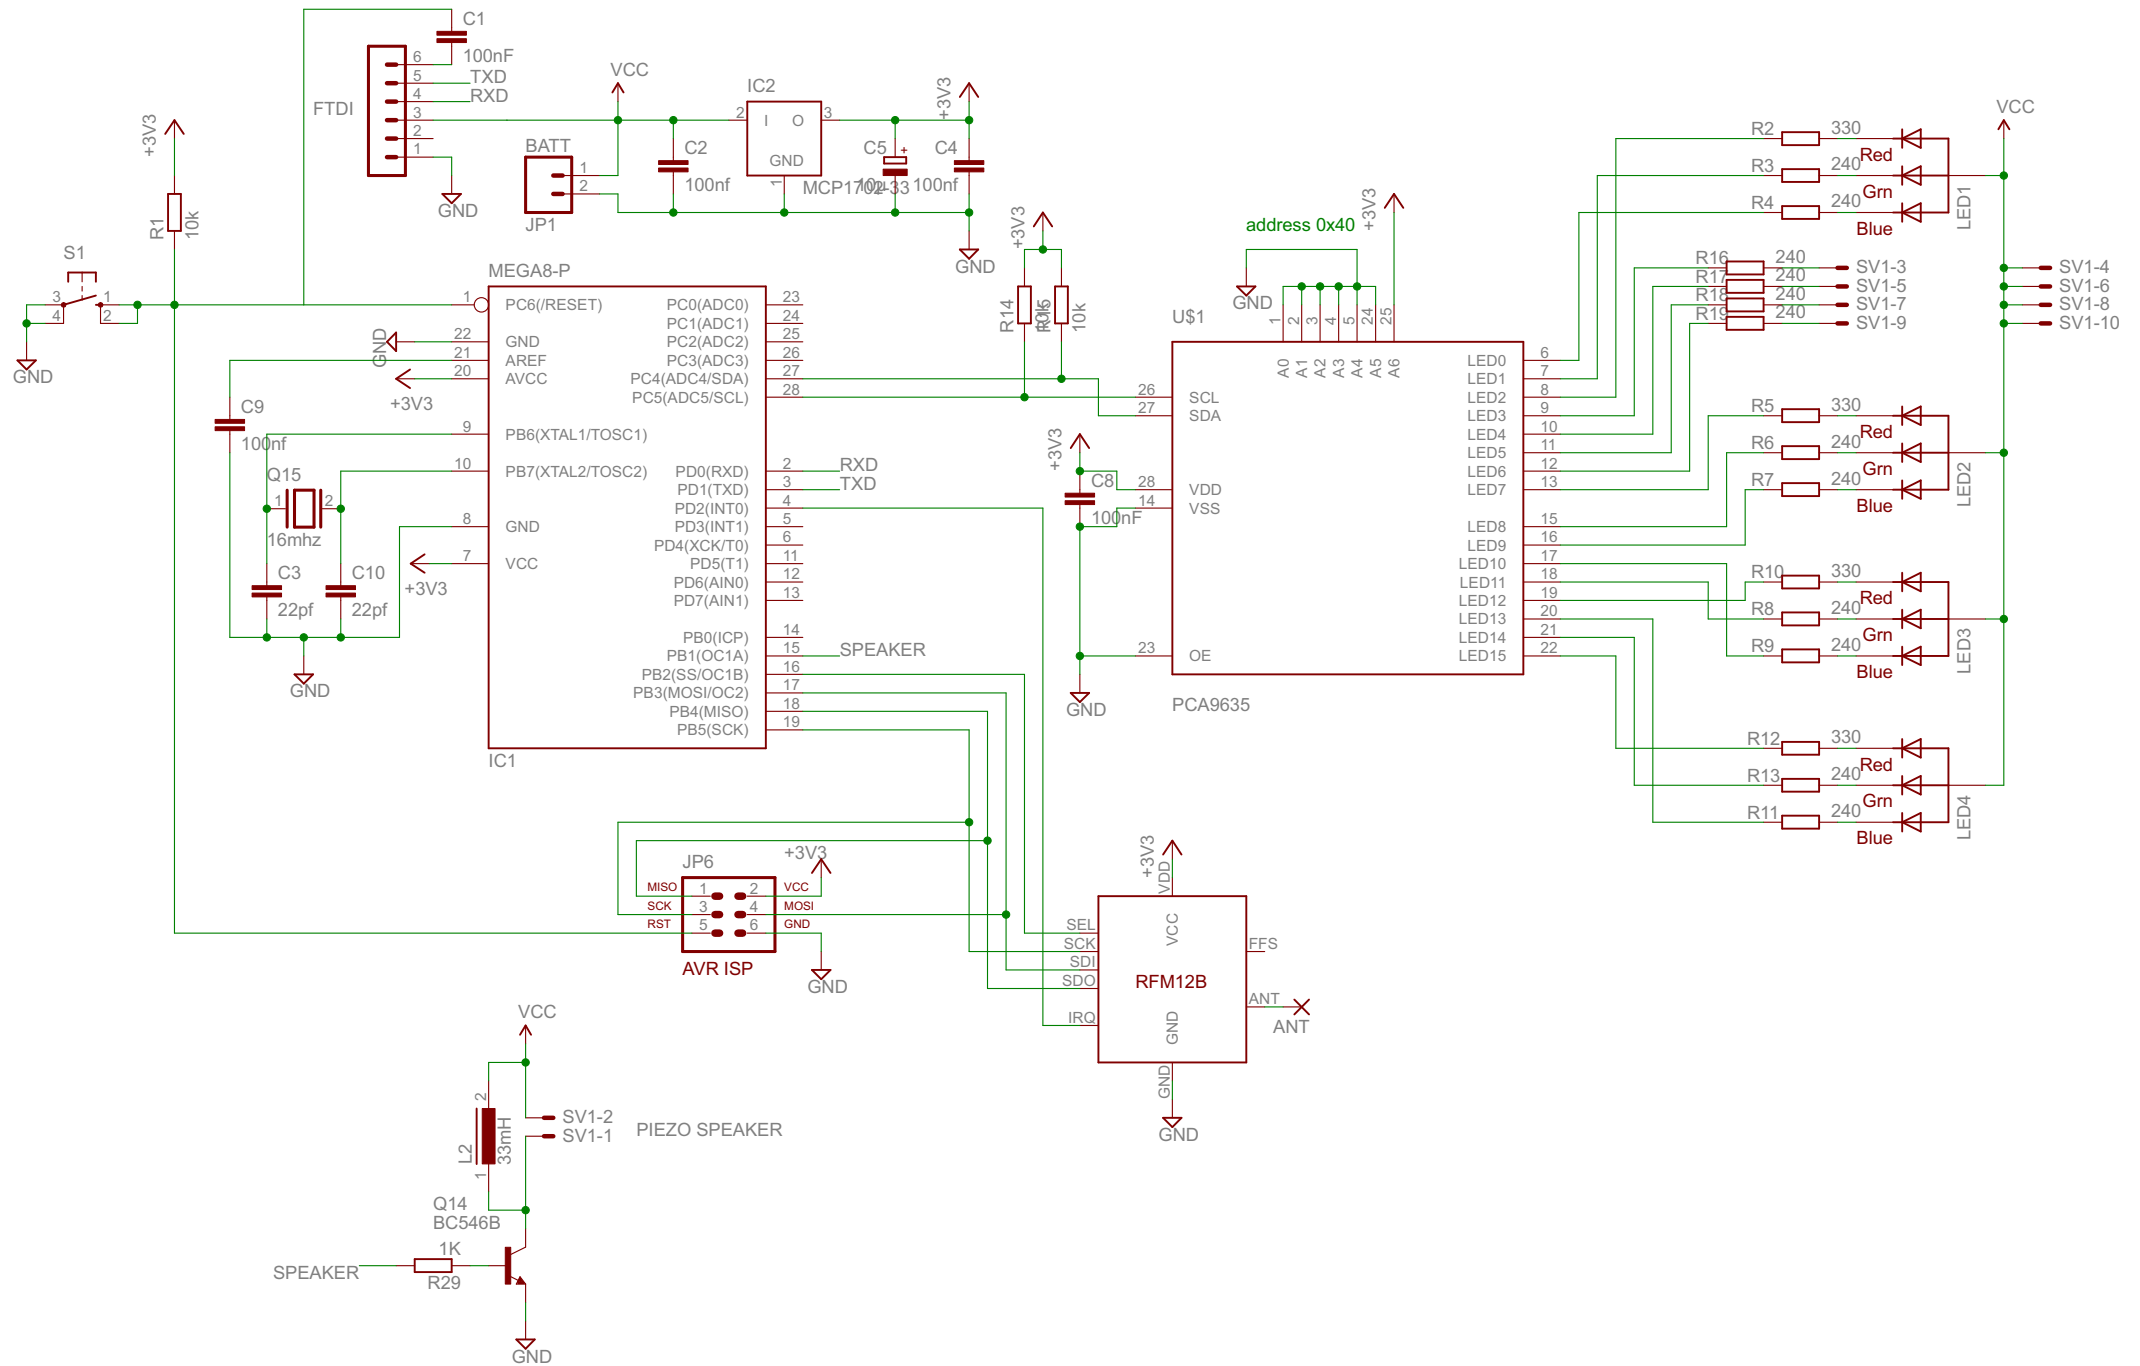 C1
100nF
FTDI
6
5
4
3
2
1
TXD
RXD
GND
VCC
BATT
1
2
JP1
C2
100nf
IC2
2
I
O
3
GND
1
MCP1702-33
C5
+
10u
C4
100nf
+3V3
GND
+3V3
R1
10k
S1
3
4
1
2
GND
MEGA8-P
1
PC6(/RESET)
22
GND
GND
21
AREF
20
AVCC
+3V3
9
PB6(XTAL1/TOSC1)
10
PB7(XTAL2/TOSC2)
8
GND
7
VCC
+3V3
C9
100nf
Q15
1
2
16mhz
C3
22pf
C10
22pf
GND
PC0(ADC0)
23
PC1(ADC1)
24
PC2(ADC2)
25
PC3(ADC3)
26
PC4(ADC4/SDA)
27
PC5(ADC5/SCL)
28
PD0(RXD)
2
RXD
PD1(TXD)
3
TXD
PD2(INT0)
4
PD3(INT1)
5
PD4(XCK/T0)
6
PD5(T1)
11
PD6(AIN0)
12
PD7(AIN1)
13
PB0(ICP)
14
PB1(OC1A)
15
SPEAKER
PB2(SS/OC1B)
16
PB3(MOSI/OC2)
17
PB4(MISO)
18
PB5(SCK)
19
IC1
+3V3
R14
10k
R15
10k
address 0x40
+3V3
GND
U$1
1
2
3
4
5
24
25
A0
A1
A2
A3
A4
A5
A6
26
SCL
27
SDA
+3V3
C8
100nF
28
VDD
14
VSS
23
OE
GND
PCA9635
LED0
6
LED1
7
LED2
8
LED3
9
LED4
10
LED5
11
LED6
12
LED7
13
LED8
15
LED9
16
LED10
17
LED11
18
LED12
19
LED13
20
LED14
21
LED15
22
VCC
R2
330
Red
R3
240
Grn
R4
240
Blue
LED1
R16
240
SV1-3
R17
240
SV1-5
R18
240
SV1-7
R19
240
SV1-9
SV1-4
SV1-6
SV1-8
SV1-10
R5
330
Red
R6
240
Grn
R7
240
Blue
LED2
R10
330
Red
R8
240
Grn
R9
240
Blue
LED3
R12
330
Red
R13
240
Grn
R11
240
Blue
LED4
JP6
+3V3
MISO
1
2
VCC
SCK
3
4
MOSI
RST
5
6
GND
AVR ISP
GND
+3V3
VDD
VCC
SEL
SCK
SDI
SDO
IRQ
RFM12B
FFS
ANT
ANT
GND
GND
GND
VCC
2
L2
33mH
1
SV1-2
SV1-1
PIEZO SPEAKER
Q14
BC546B
1K
SPEAKER
R29
GND